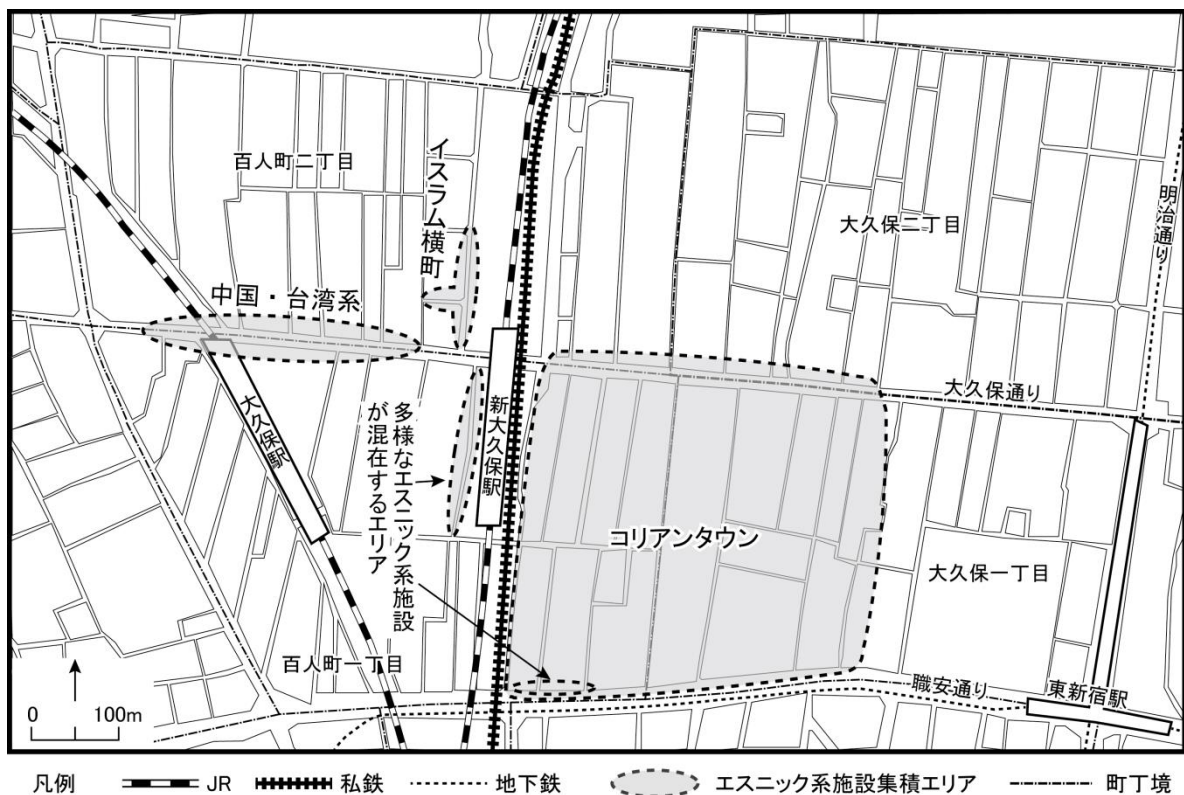 百人町二丁目
イスラム横町
大久保二丁目
明治通り
中国・台湾系
大久保通り
大久保駅
多様なエスニック系施設
が混在するエリア
新大久保駅
コリアンタウン
大久保一丁目
百人町一丁目
職安通り
東新宿駅
0 100m
凡例 JR 私鉄 地下鉄 エスニック系施設集積エリア 町丁境